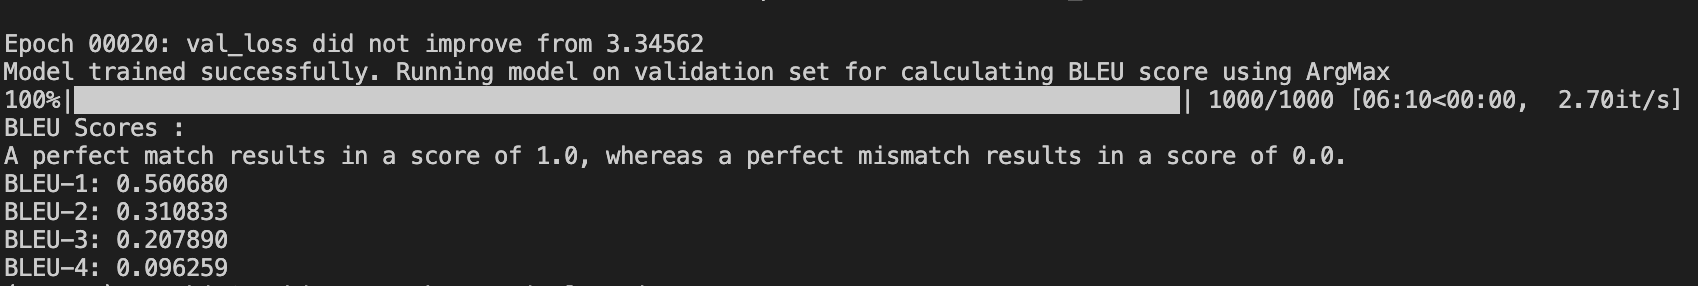 Epoch 00020: val_loss did not improve from 3.34562
Model trained successfully. Running model on validation set for calculating BLEU score using ArgMax
100%| | 1000/1000 [06:10<00:00,  2.70it/s]
BLEU Scores :
A perfect match results in a score of 1.0, whereas a perfect mismatch results in a score of 0.0.
BLEU-1: 0.560680
BLEU-2: 0.310833
BLEU-3: 0.207890
BLEU-4: 0.096259